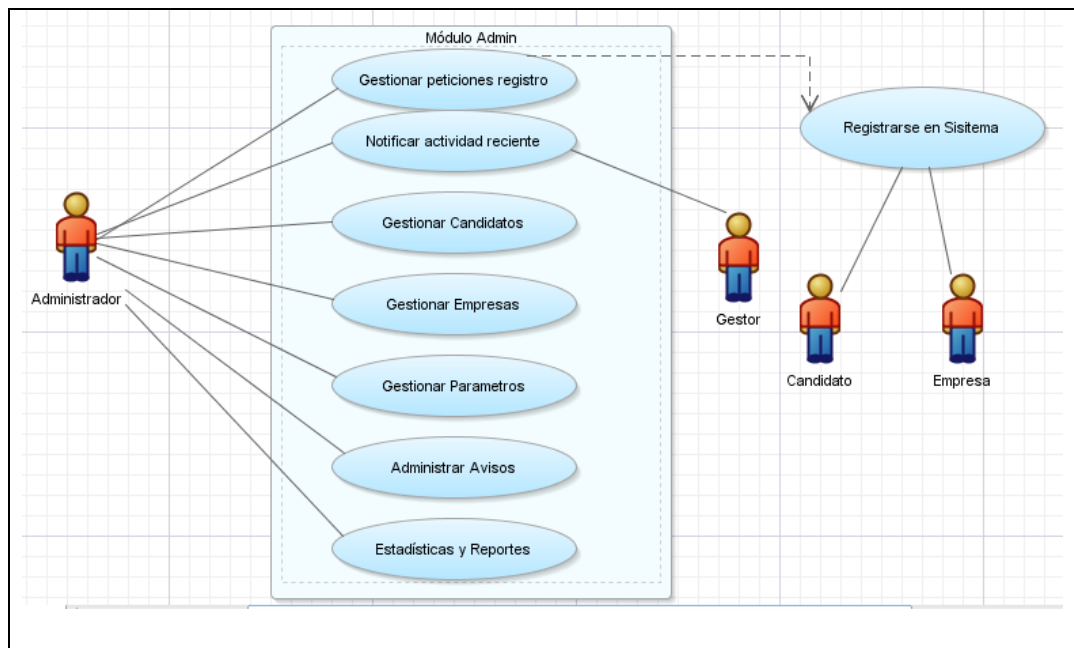 Módulo Admin
Gestionar peticiones registro
Registrarse en Sisitema
Notificar actividad reciente
Gestionar Candidatos
Administrador
Gestionar Empresas
Gestor
Gestionar Parametros
Candidato
Empresa
Administrar Avisos
Estadísticas y Reportes